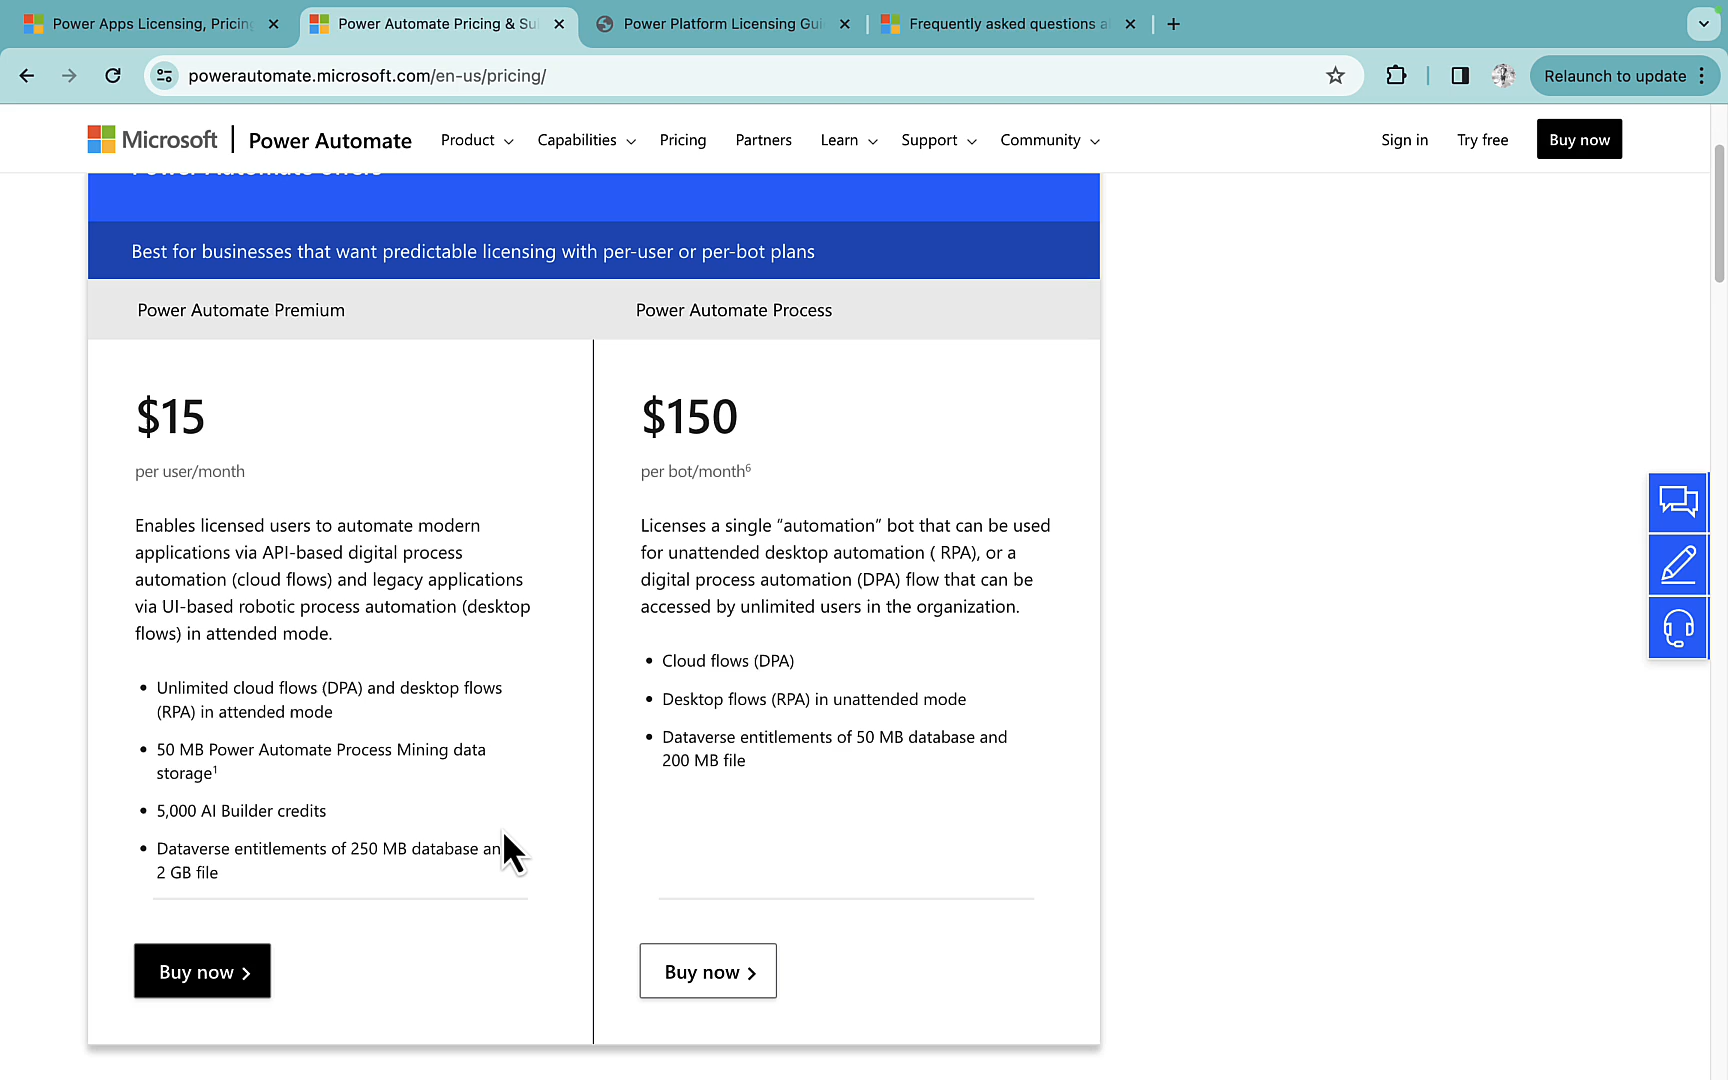 Power Apps Licensing, Pricing
Power Automate Pricing & Su
Power Platform Licensing Gui
Frequently asked questions a
powerautomate.microsoft.com/en-us/pricing/
Relaunch to update
Microsoft | Power Automate
Product
Capabilities
Pricing
Partners
Learn
Support
Community
Sign in
Try free
Buy now
Best for businesses that want predictable licensing with per-user or per-bot plans
Power Automate Premium
Power Automate Process
$15
per user/month
Enables licensed users to automate modern
applications via API-based digital process
automation (cloud flows) and legacy applications
via UI-based robotic process automation (desktop
flows) in attended mode.
• Unlimited cloud flows (DPA) and desktop flows
(RPA) in attended mode
• 50 MB Power Automate Process Mining data
storage¹
• 5,000 AI Builder credits
• Dataverse entitlements of 250 MB database an
2 GB file
Buy now
$150
per bot/month⁶
Licenses a single “automation” bot that can be used
for unattended desktop automation ( RPA), or a
digital process automation (DPA) flow that can be
accessed by unlimited users in the organization.
• Cloud flows (DPA)
• Desktop flows (RPA) in unattended mode
• Dataverse entitlements of 50 MB database and
200 MB file
Buy now